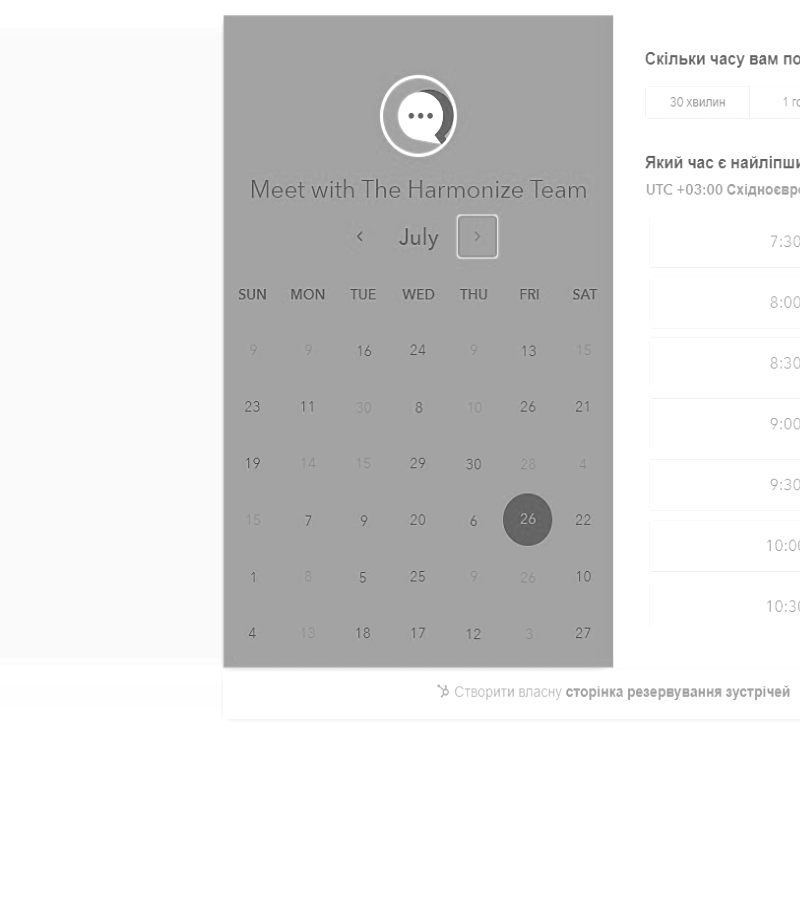 Meet with The Harmonize Team
July
SUN MON TUE WED THU FRI SAT
9 9 16 24 9 13 15
23 11 30 8 10 26 21
19 14 15 29 30 28 4
15 7 9 20 6 26 22
1 8 5 25 9 26 10
4 13 18 17 12 3 27
Скільки часу вам по
30 хвилин 1 го
Який час є найліпши
UTC +03:00 Східноєвро
7:30
8:00
8:30
9:00
9:30
10:00
10:30
Створити власну сторінка резервування зустрічей